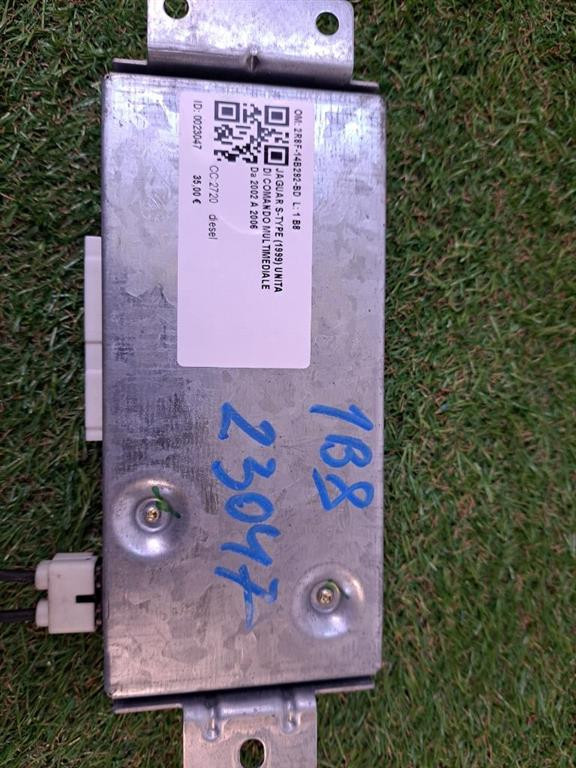 OM: 2R8F-14B292-BD L: 1 B8
JAGUAR S-TYPE (1999) UNITA
DI COMANDO MULTIMEDIALE
Da 2002 A 2006
CC 2720 diesel
ID: 0023047 35,00 €
1B8
23047